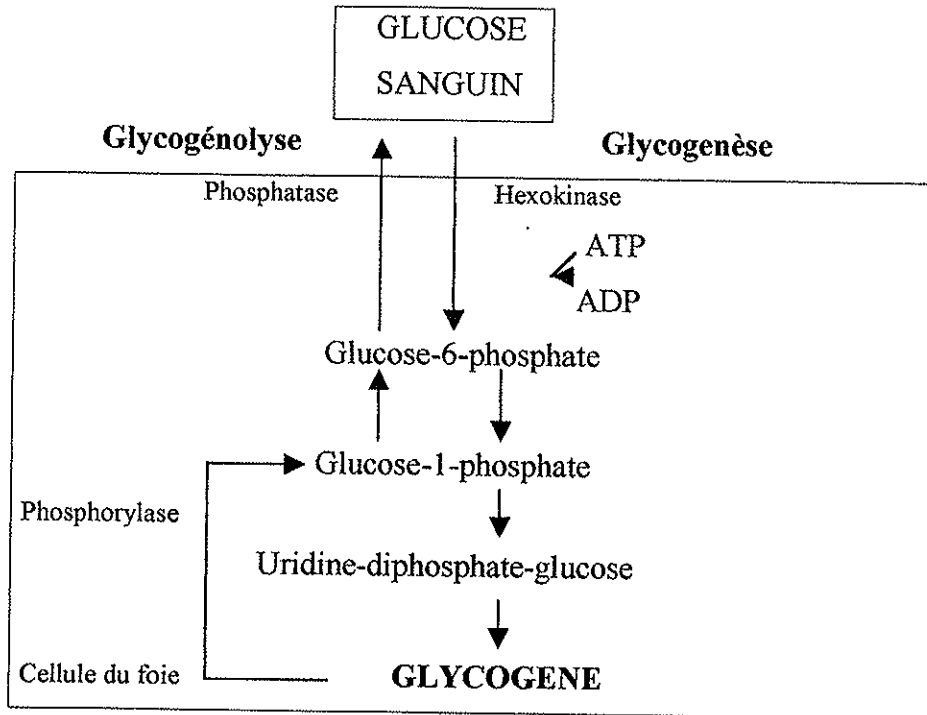 GLUCOSE
SANGUIN
Glycogénolyse
Glycogenèse
Phosphatase
Hexokinase
ATP
ADP
Glucose-6-phosphate
Glucose-1-phosphate
Phosphorylase
Uridine-diphosphate-glucose
Cellule du foie
GLYCOGENE